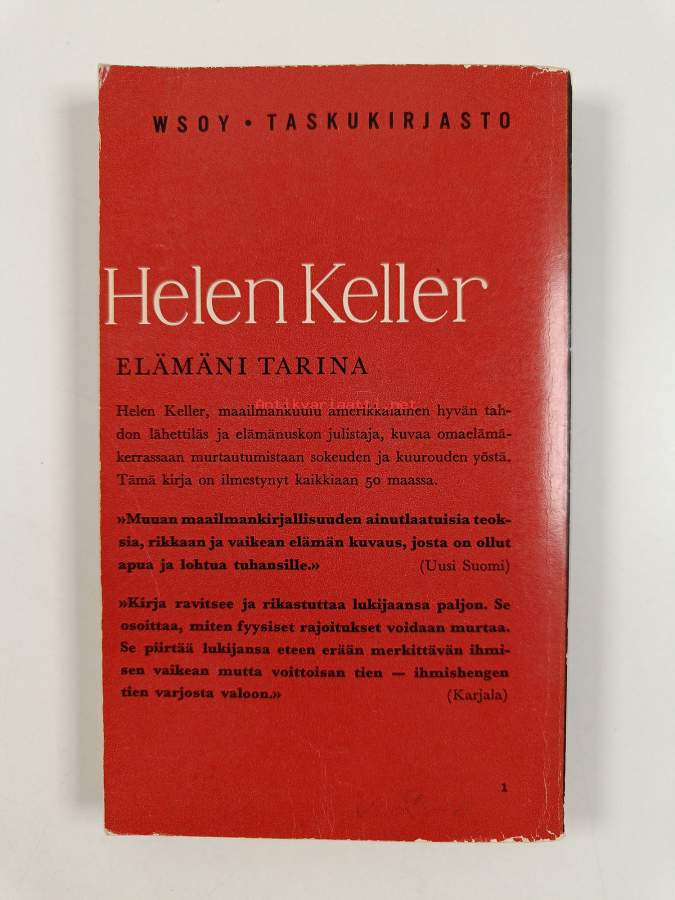 WSOY • TASKUKIRJASTO
Helen Keller
ELÄMÄNI TARINA
Antikvariaatti.net
Helen Keller, maailmankuulu amerikkalainen hyvän tah-
don lähettiläs ja elämänuskon julistaja, kuvaa omaelämä-
kerrassaan murtautumistaan sokeuden ja kuurouden yöstä.
Tämä kirja on ilmestynyt kaikkiaan 50 maassa.
»Muuan maailmankirjallisuuden ainutlaatuisia teok-
sia, rikkaan ja vaikean elämän kuvaus, josta on ollut
apua ja lohtua tuhansille.» (Uusi Suomi)
»Kirja ravitsee ja rikastuttaa lukijaansa paljon. Se
osoittaa, miten fyysiset rajoitukset voidaan murtaa.
Se piirtää lukijansa eteen erään merkittävän ihmi-
sen vaikean mutta voittoisan tien — ihmishengen
tien varjosta valoon.» (Karjala)
1